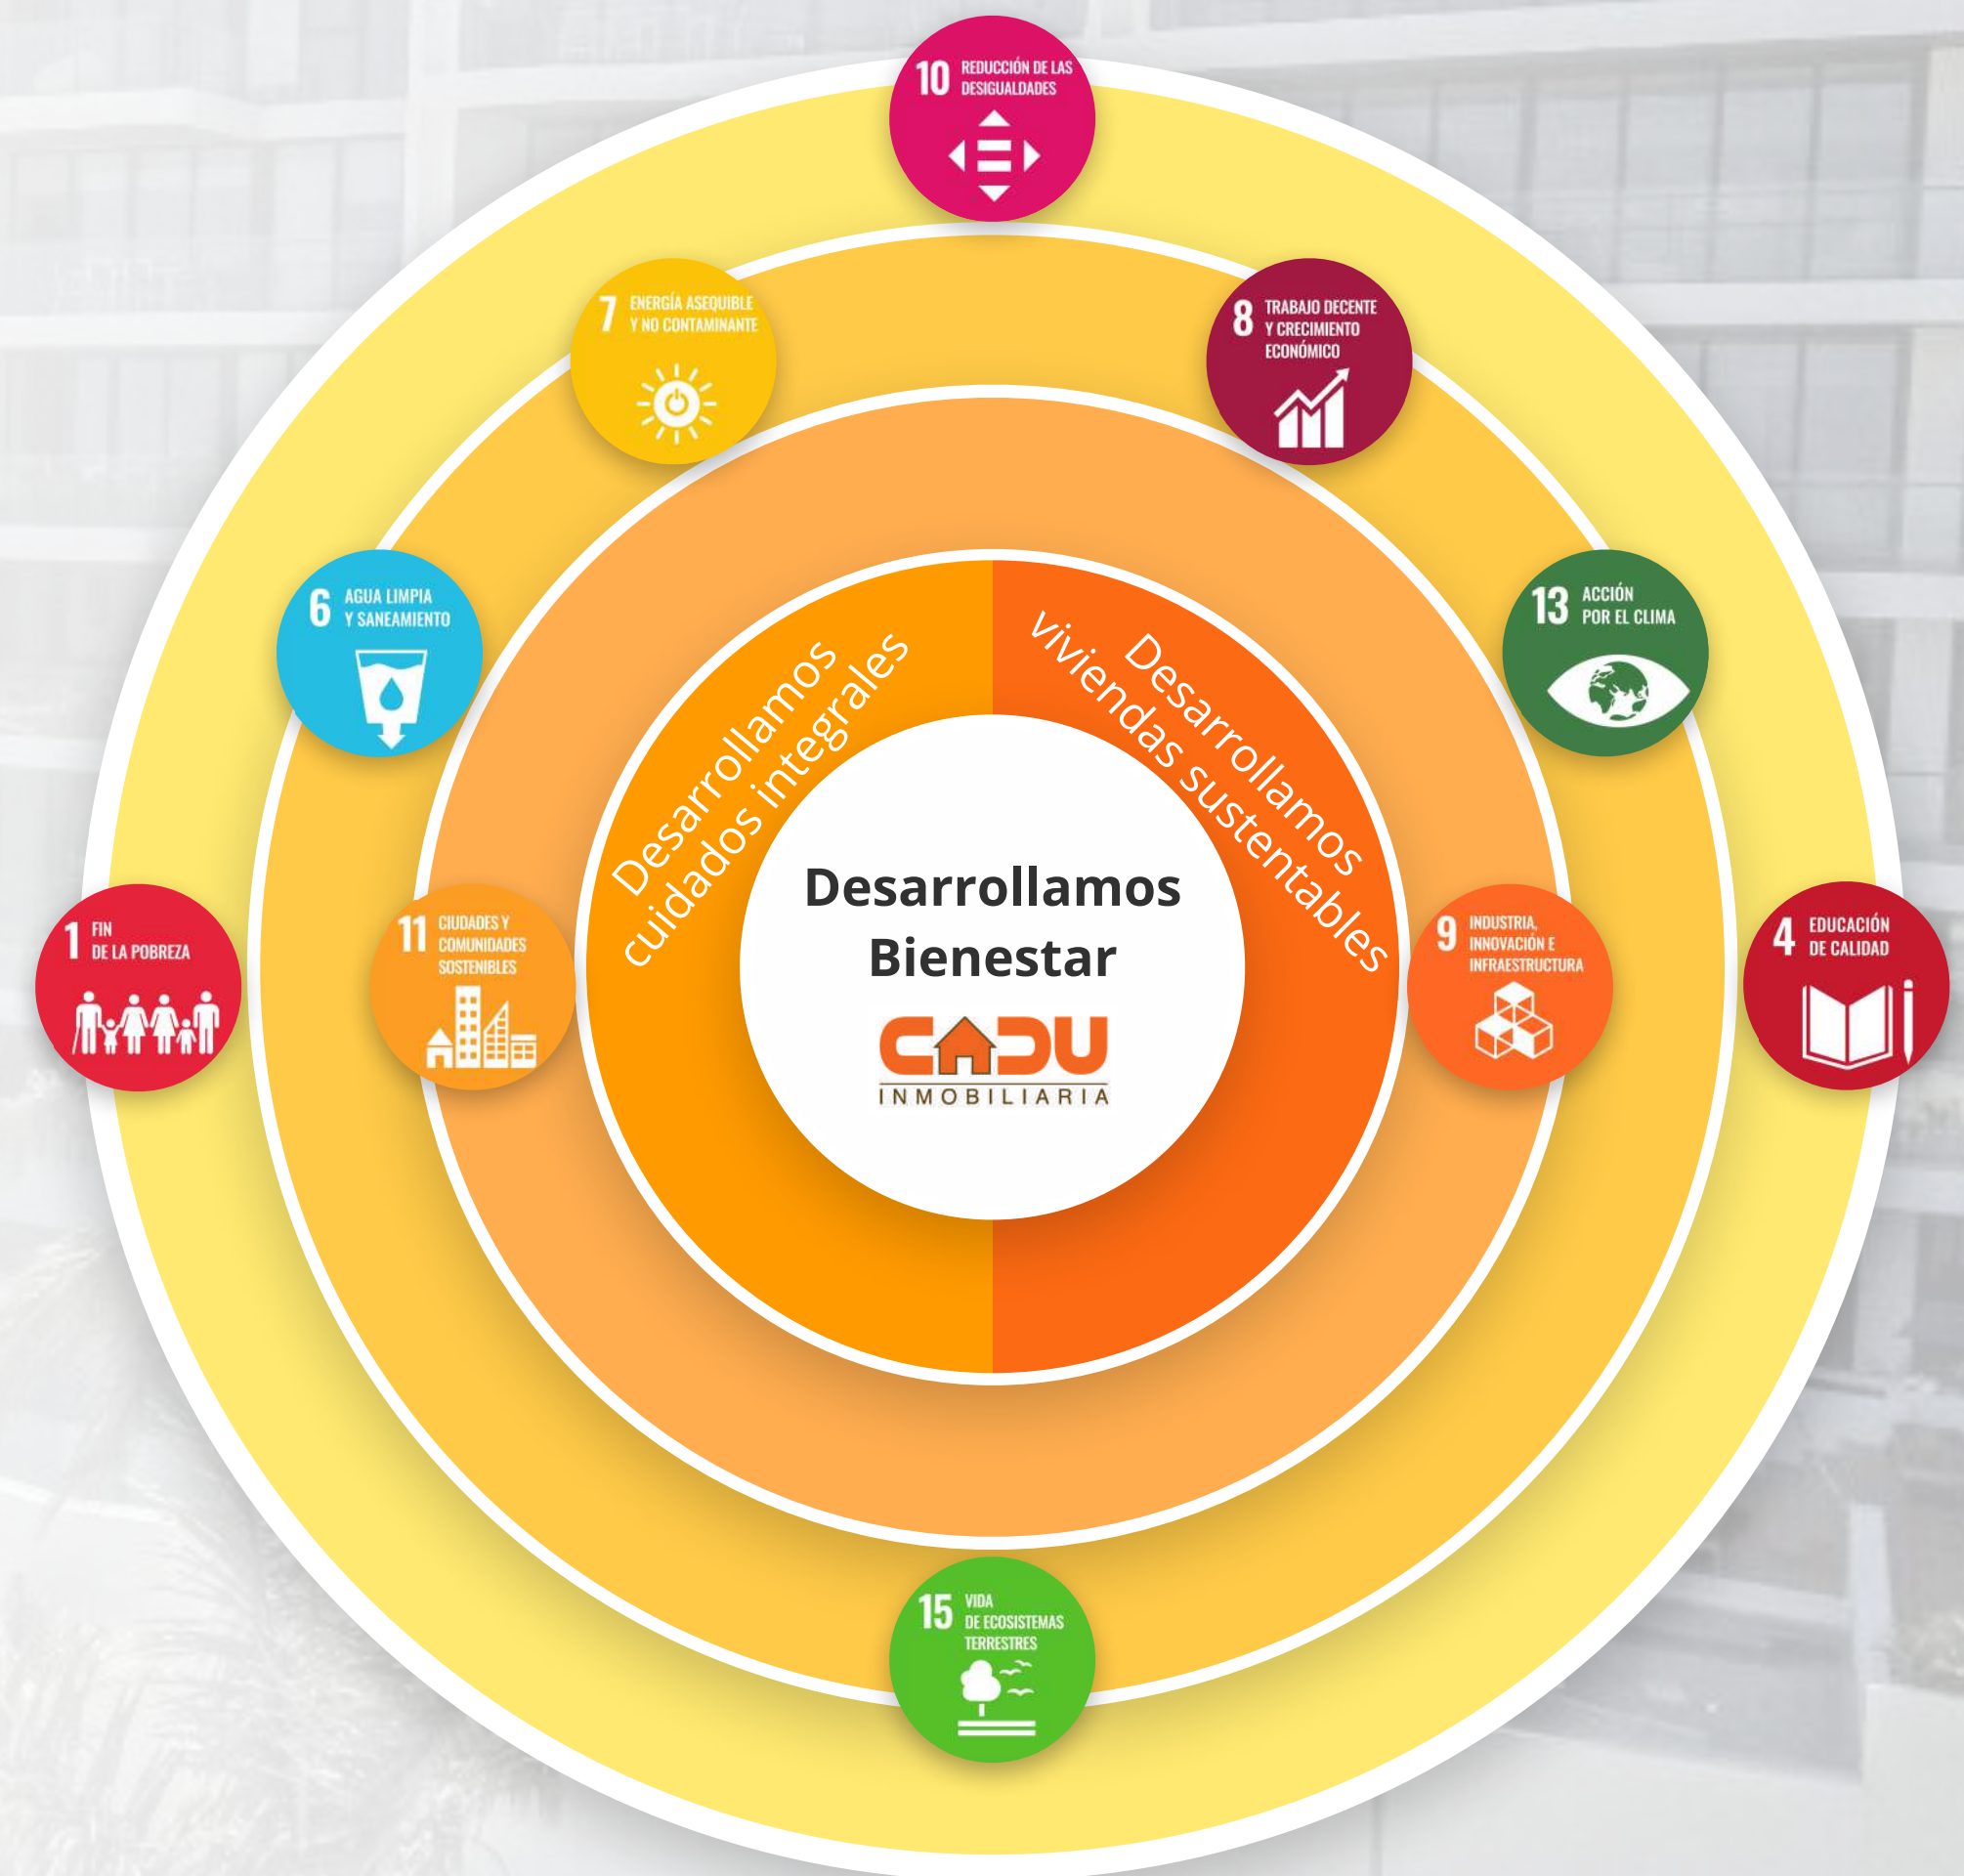 10 REDUCCIÓN DE LAS
DESIGUALDADES
7 ENERGÍA ASEQUIBLE
Y NO CONTAMINANTE
8 TRABAJO DECENTE
Y CRECIMIENTO
ECONÓMICO
6 AGUA LIMPIA
Y SANEAMIENTO
13 ACCIÓN
POR EL CLIMA
Desarrollamos
cuidados integrales
Desarrollamos
viviendas sustentables
1 FIN
DE LA POBREZA
11 CIUDADES Y
COMUNIDADES
SOSTENIBLES
Desarrollamos
Bienestar
CADU
INMOBILIARIA
9 INDUSTRIA,
INNOVACIÓN E
INFRAESTRUCTURA
4 EDUCACIÓN
DE CALIDAD
15 VIDA
DE ECOSISTEMAS
TERRESTRES